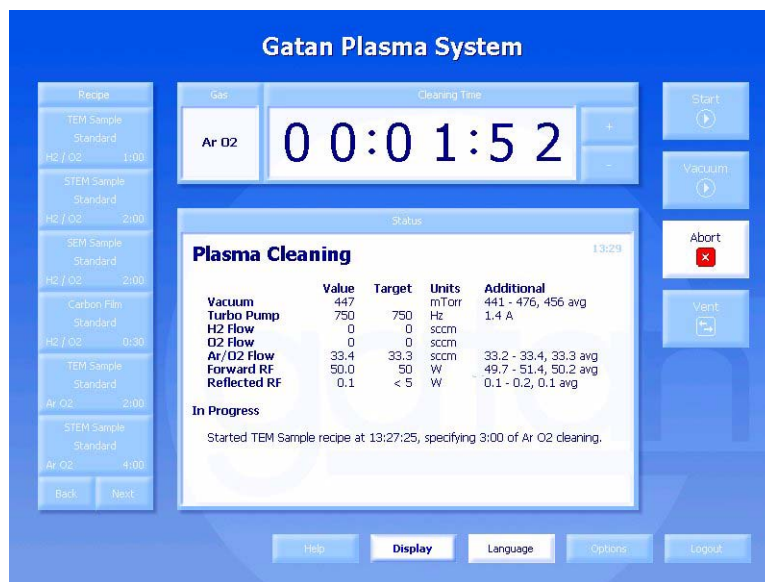 Gatan Plasma System
Recipe
TEM Sample
Standard
H2 / O2 1:00
STEM Sample
Standard
H2 / O2 2:00
SEM Sample
Standard
H2 / O2 2:00
Carbon Film
Standard
H2 / O2 0:30
TEM Sample
Standard
Ar O2 2:00
STEM Sample
Standard
Ar O2 4:00
Back Next
Gas Cleaning Time
Ar O2 00:01:52
+
-
Start
Vacuum
Abort
Vent
Status
Plasma Cleaning 13:29
Value Target Units Additional
Vacuum 447 mTorr 441 - 476, 456 avg
Turbo Pump 750 750 Hz 1.4 A
H2 Flow 0 0 sccm
O2 Flow 0 0 sccm
Ar/O2 Flow 33.4 33.3 sccm 33.2 - 33.4, 33.3 avg
Forward RF 50.0 50 W 49.7 - 51.4, 50.2 avg
Reflected RF 0.1 < 5 W 0.1 - 0.2, 0.1 avg
In Progress
Started TEM Sample recipe at 13:27:25, specifying 3:00 of Ar O2 cleaning.
gatan
Help Display Language Options Logout